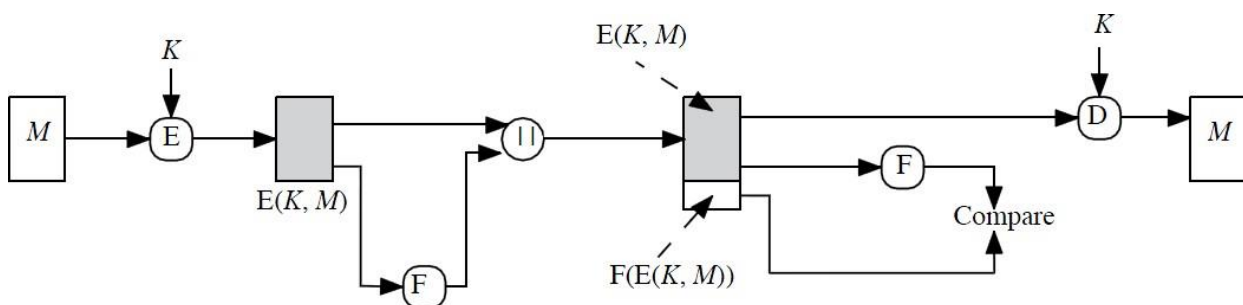 E(K, M)
K
K
M
E
||
D
M
F
E(K, M)
Compare
F
F(E(K, M))